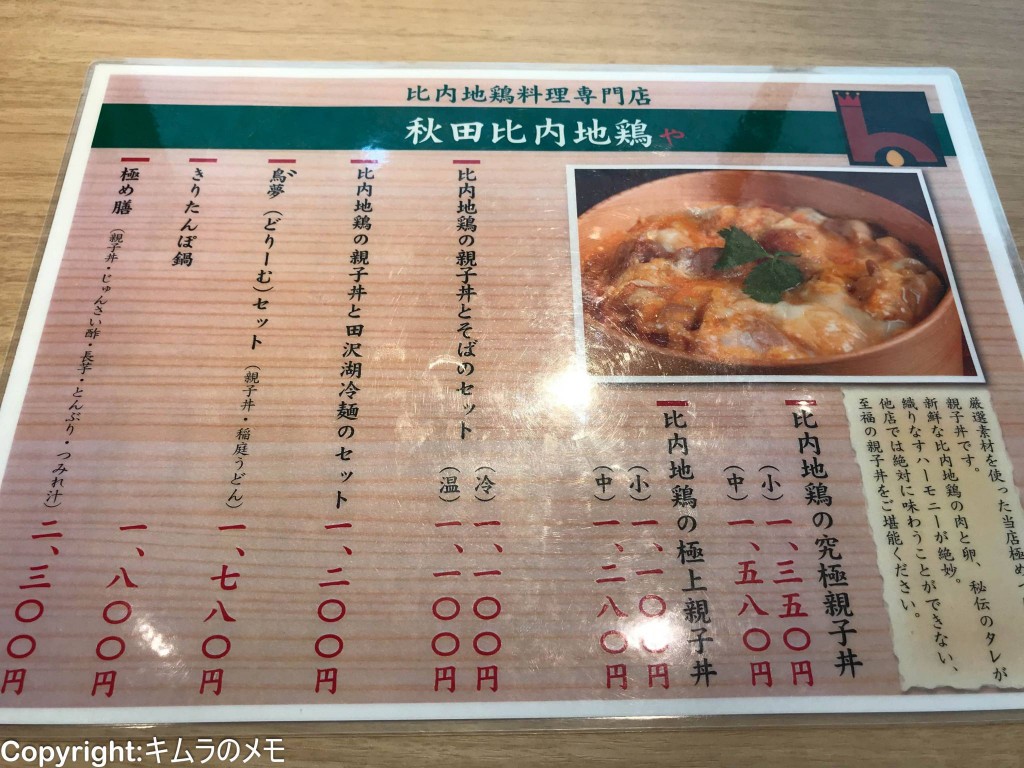 比内地鶏料理専門店
秋田比内地鶏や
厳選素材を使った当店極め
親子丼です。
新鮮な比内地鶏の肉と卵、秘伝のタレが
織りなすハーモニーが絶妙。
他店では絶対に味わうことができない、
至福の親子丼をご堪能ください。
比内地鶏の究極親子丼
(小) 一、三五〇円
(中) 一、五八〇円
比内地鶏の極上親子丼
(小) 一、一〇〇円
(中) 一、二八〇円
比内地鶏の親子丼とそばのセット
(冷) 一、一〇〇円
(温) 一、一〇〇円
比内地鶏の親子丼と田沢湖冷麺のセット 一、二〇〇円
鳥夢(どりーむ)セット (親子丼・稲庭うどん) 一、七八〇円
きりたんぽ鍋 一、八〇〇円
極め膳 (親子丼・じゅんさい酢・長芋・とんぶり・つみれ汁) 二、三〇〇円
Copyright:キムラのメモ